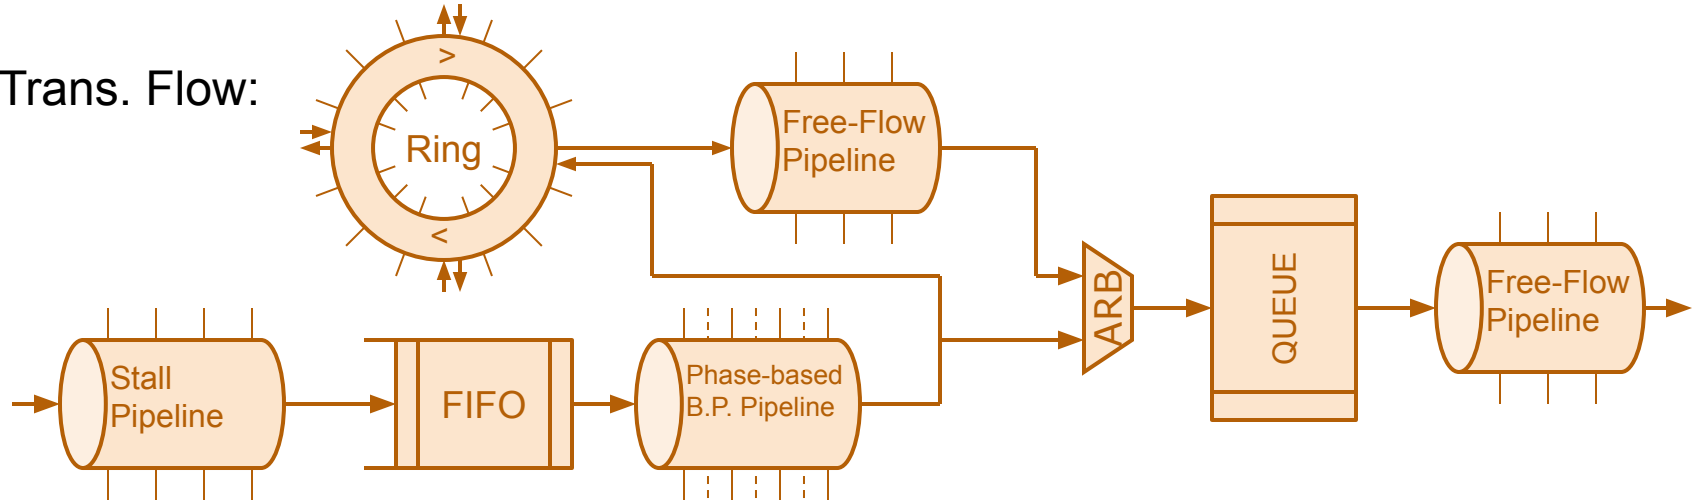 Trans. Flow:
>
Ring
<
Free-Flow
Pipeline
Stall
Pipeline
FIFO
Phase-based
B.P. Pipeline
ARB
QUEUE
Free-Flow
Pipeline